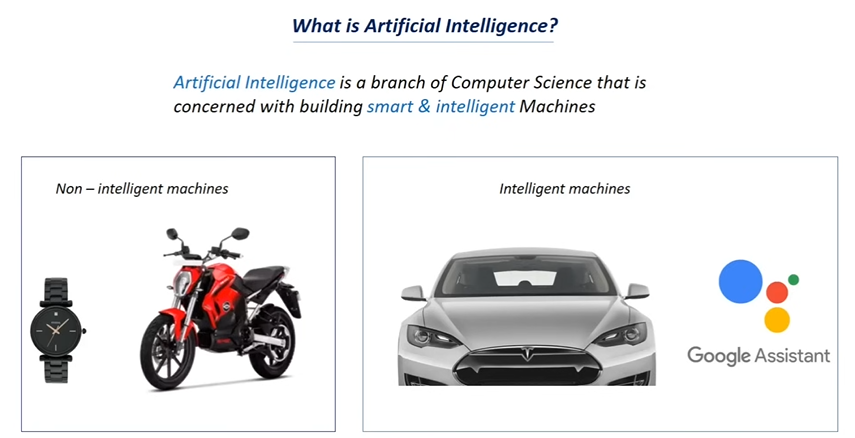 What is Artificial Intelligence?
Artificial Intelligence is a branch of Computer Science that is
concerned with building smart & intelligent Machines
Non – intelligent machines
Intelligent machines
Google Assistant